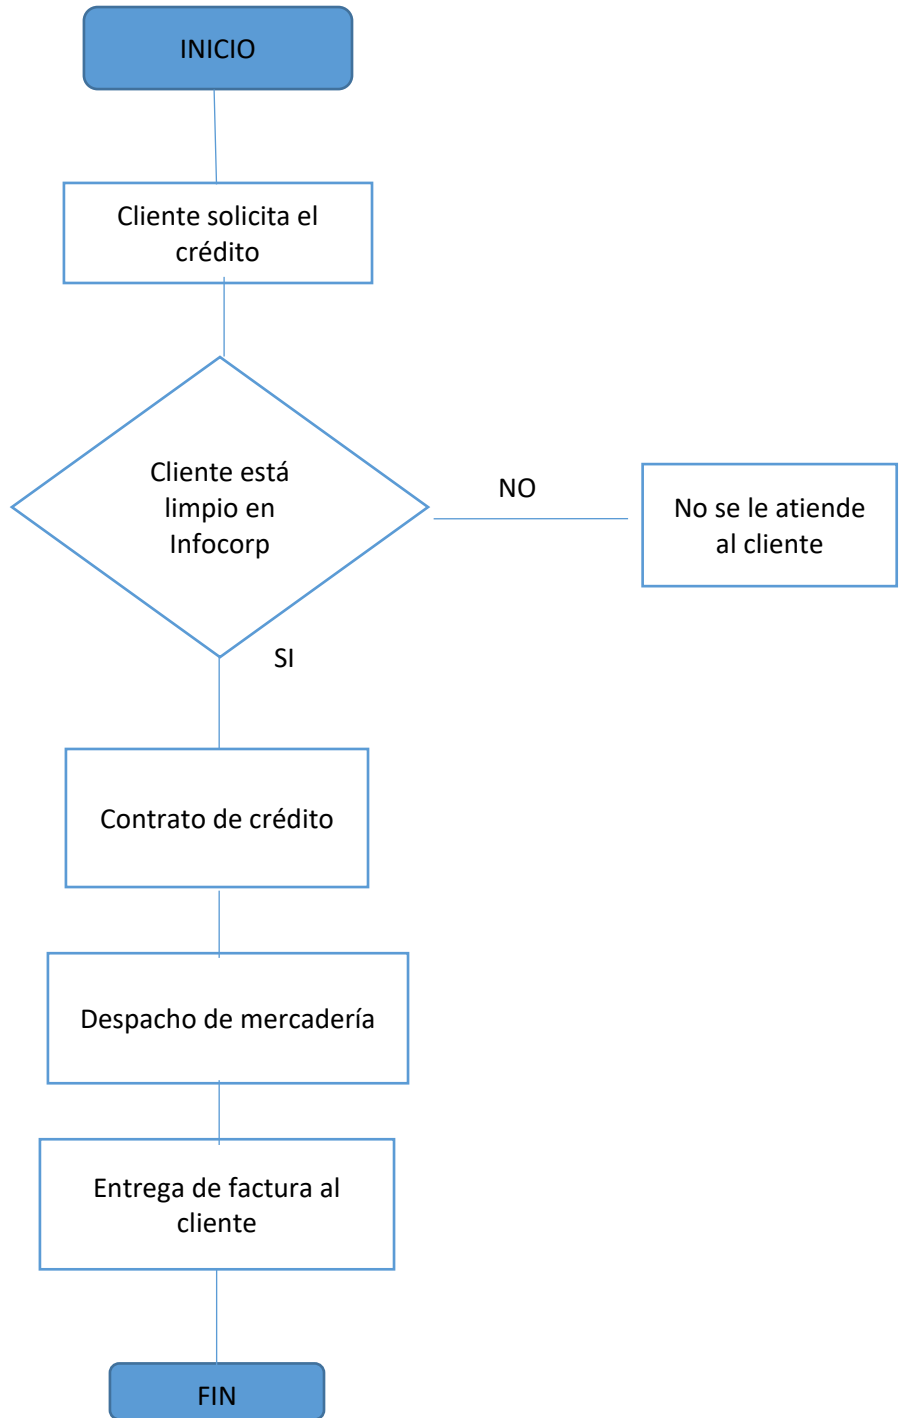 INICIO
Cliente solicita el
crédito
Cliente está
limpio en
Infocorp
NO
No se le atiende
al cliente
SI
Contrato de crédito
Despacho de mercadería
Entrega de factura al
cliente
FIN